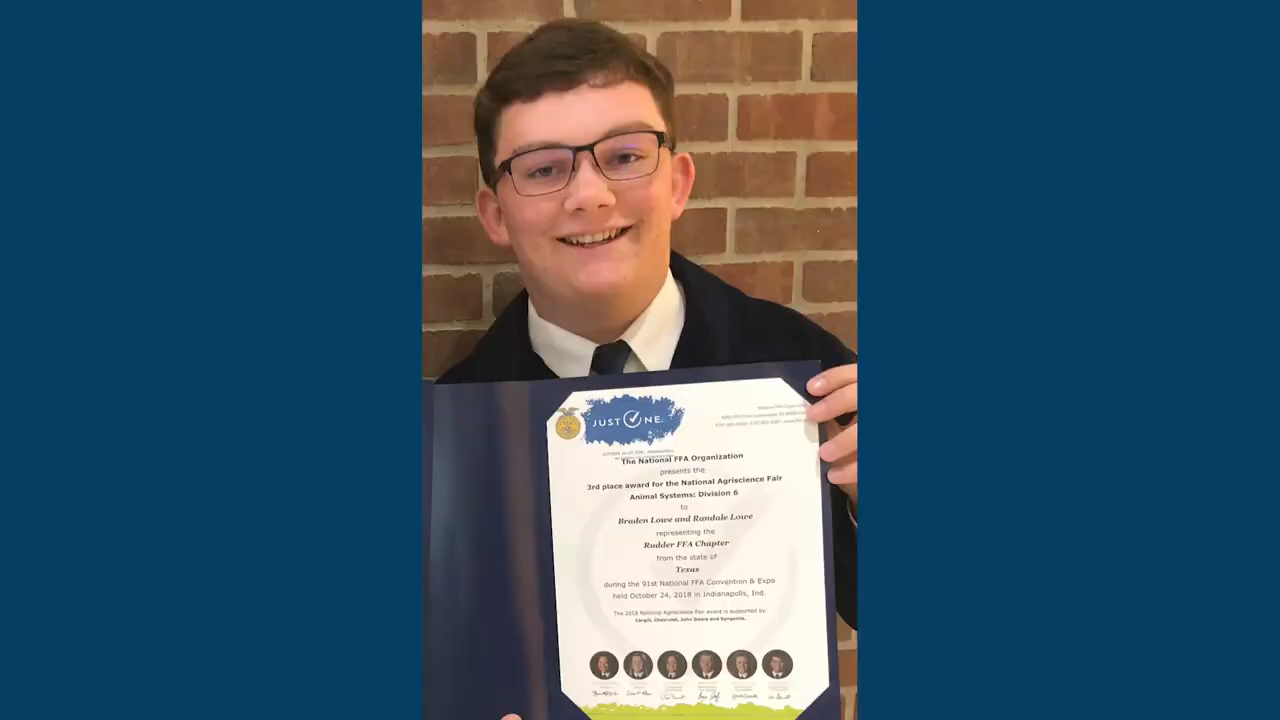 JUST ONE
The National FFA Organization
presents the
3rd place award for the National Agriscience Fair
Animal Systems: Division 6
to
Braden Lowe and Randale Lowe
representing the
Rudder FFA Chapter
from the state of
Texas
during the 91st National FFA Convention & Expo
held October 24, 2018 in Indianapolis, Ind.
The 2018 National Agriscience Fair event is supported by:
Cargill, Chevrolet, John Deere and Syngenta.